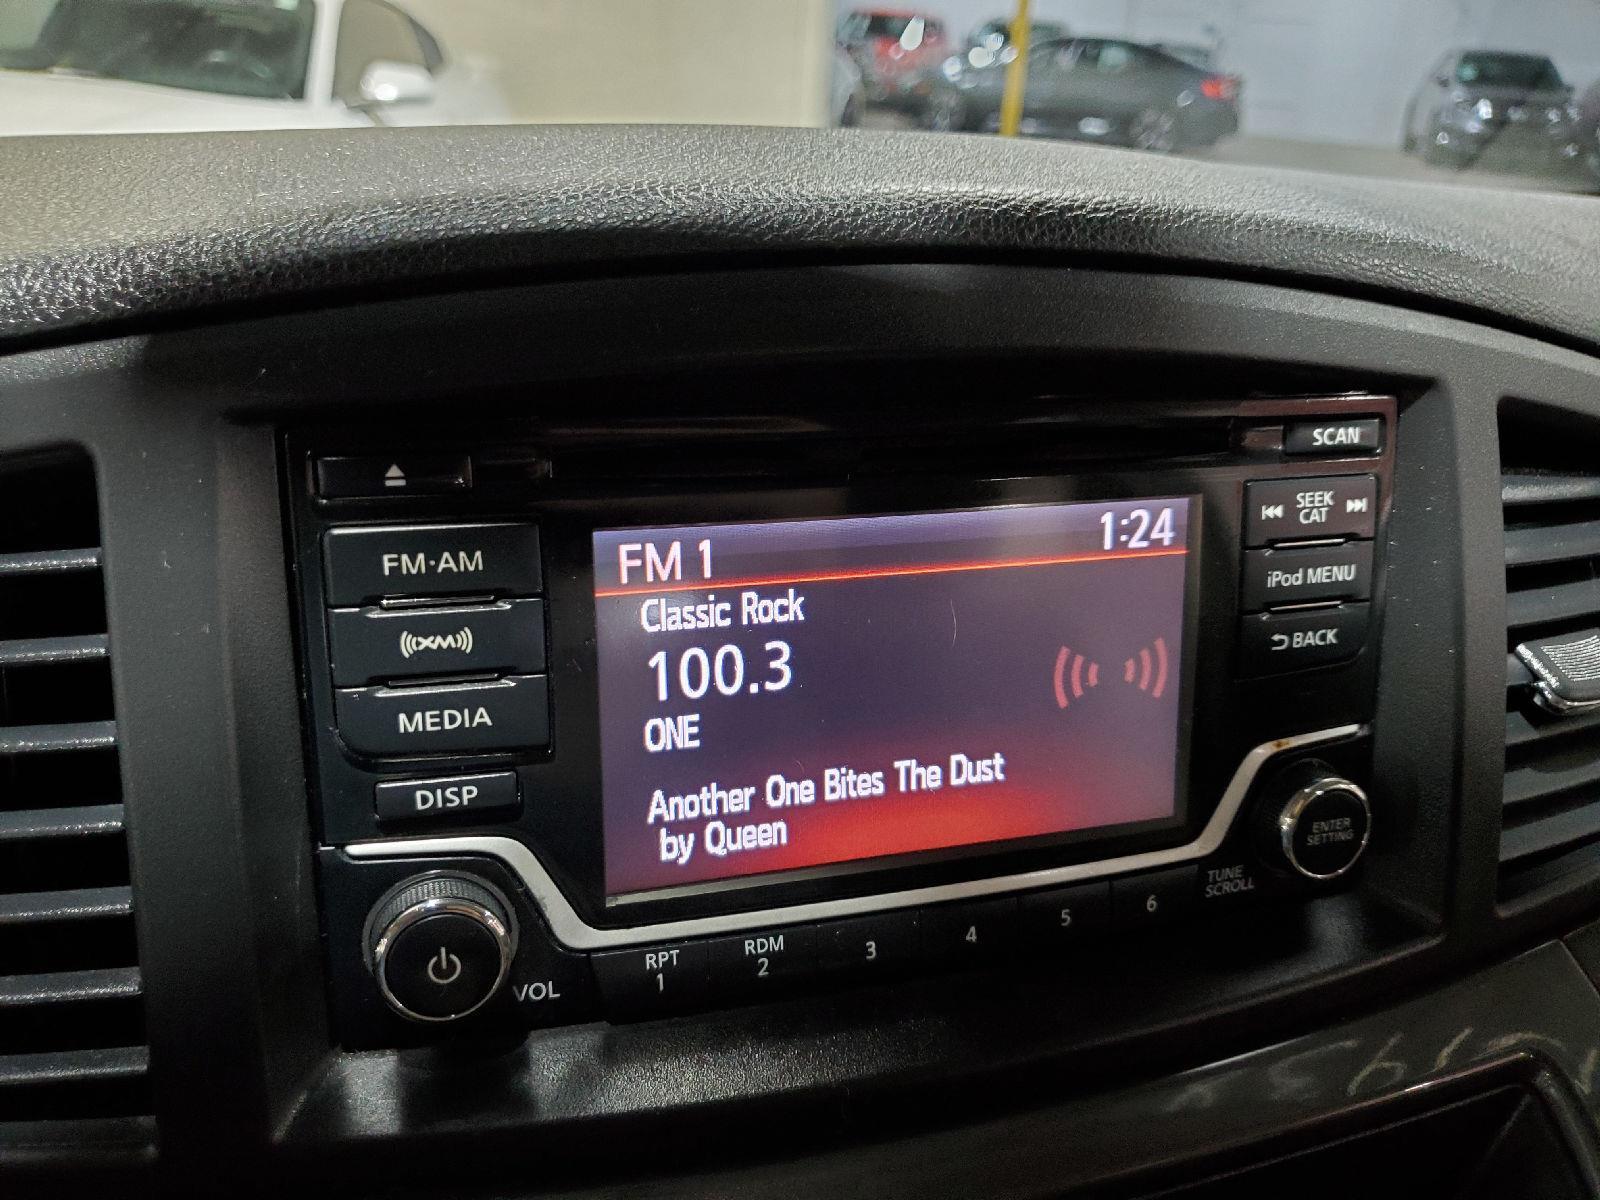 SCAN
SEEK
CAT
iPod MENU
BACK
FM·AM
XM
MEDIA
DISP
FM 1
1:24
Classic Rock
100.3
ONE
Another One Bites The Dust
by Queen
VOL
RPT
1
RDM
2
3
4
5
6
TUNE
SCROLL
ENTER
SETTING